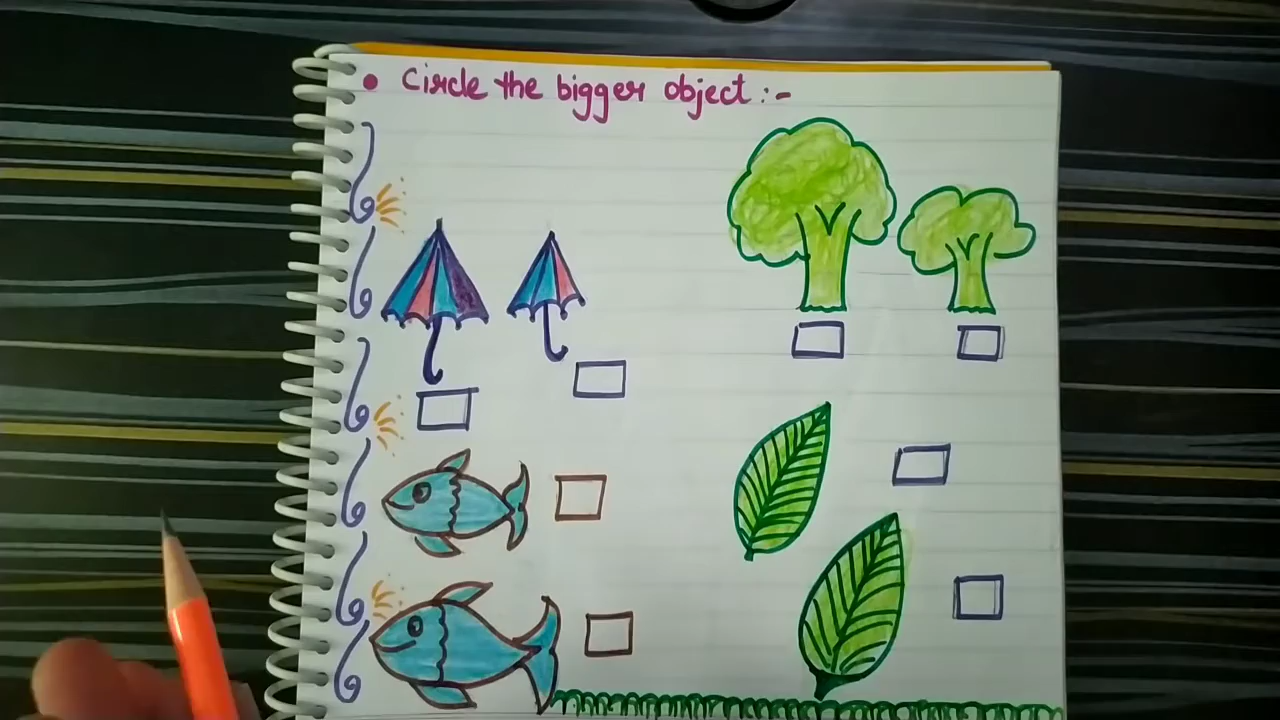 • Circle the bigger object :-